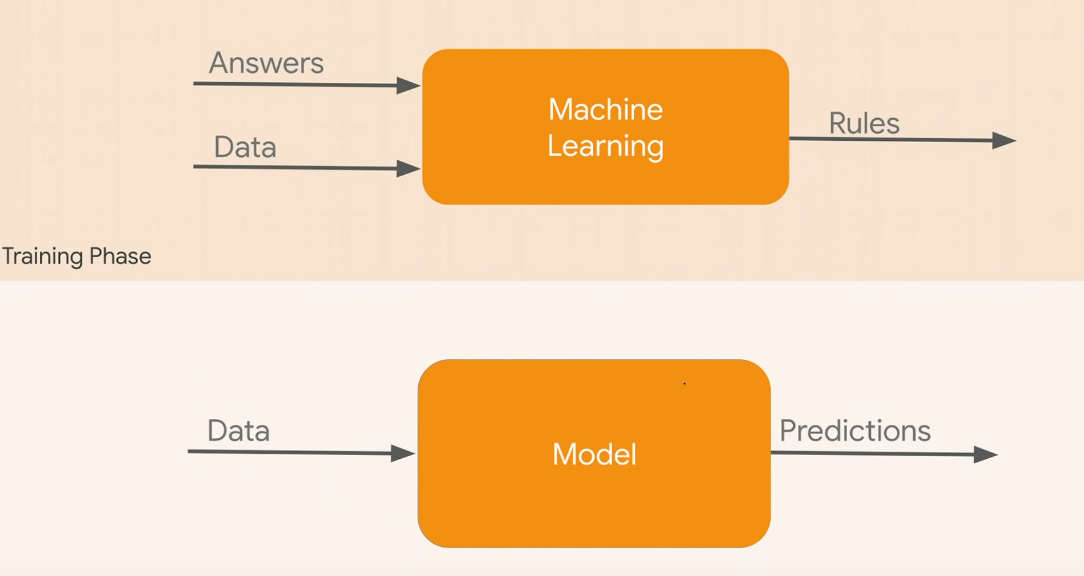 Answers
Data
Machine
Learning
Rules
Training Phase
Data
Model
Predictions